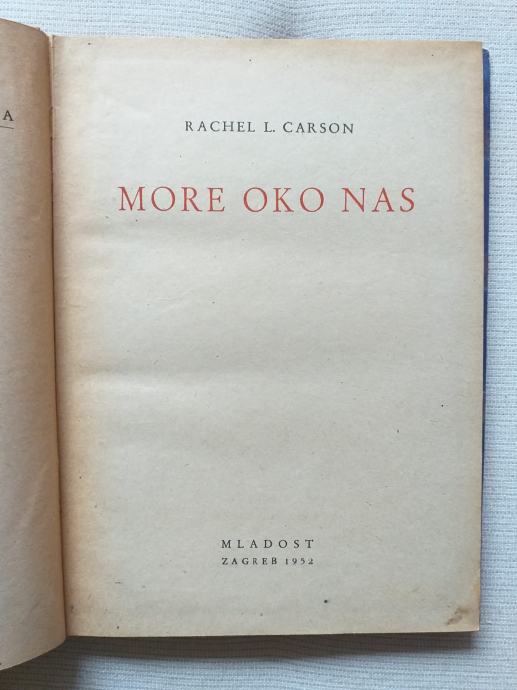 A
RACHEL L. CARSON
MORE OKO NAS
MLADOST
ZAGREB 1952